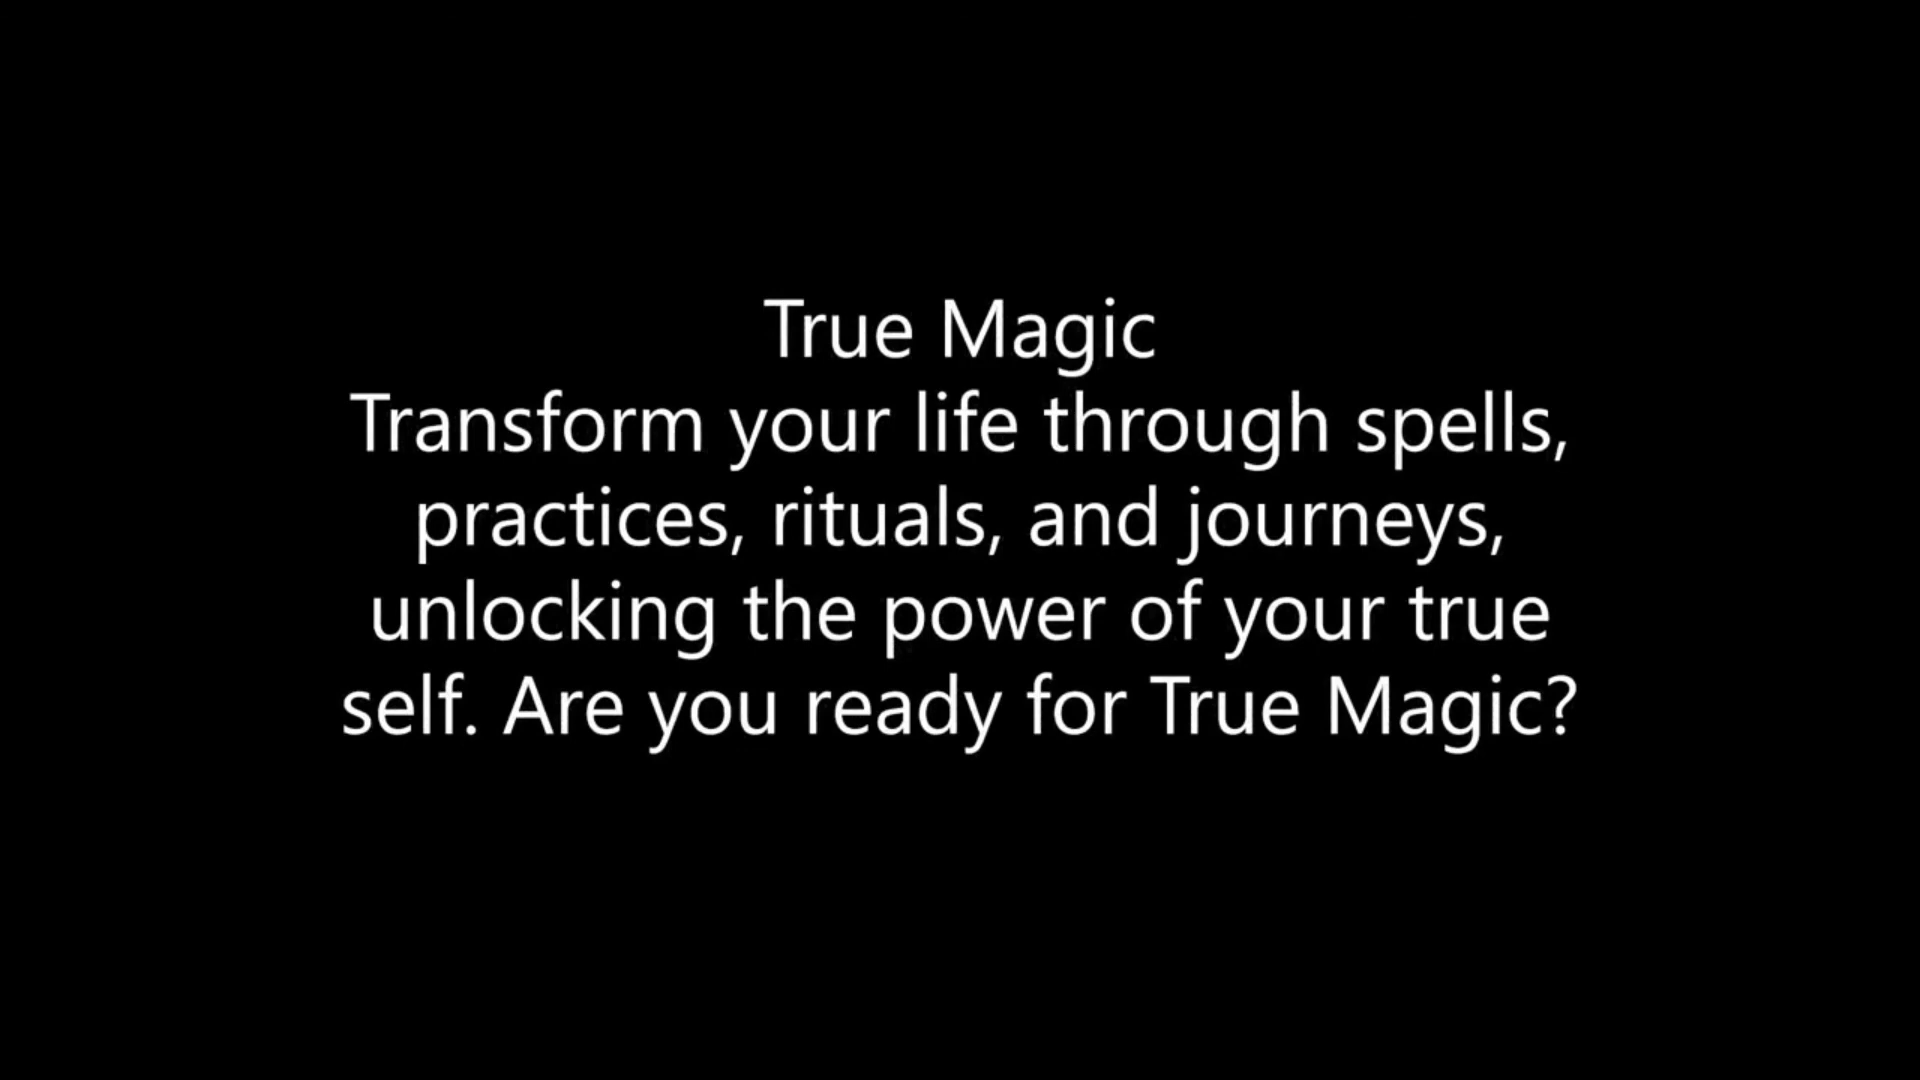 True Magic
Transform your life through spells,
practices, rituals, and journeys,
unlocking the power of your true
self. Are you ready for True Magic?